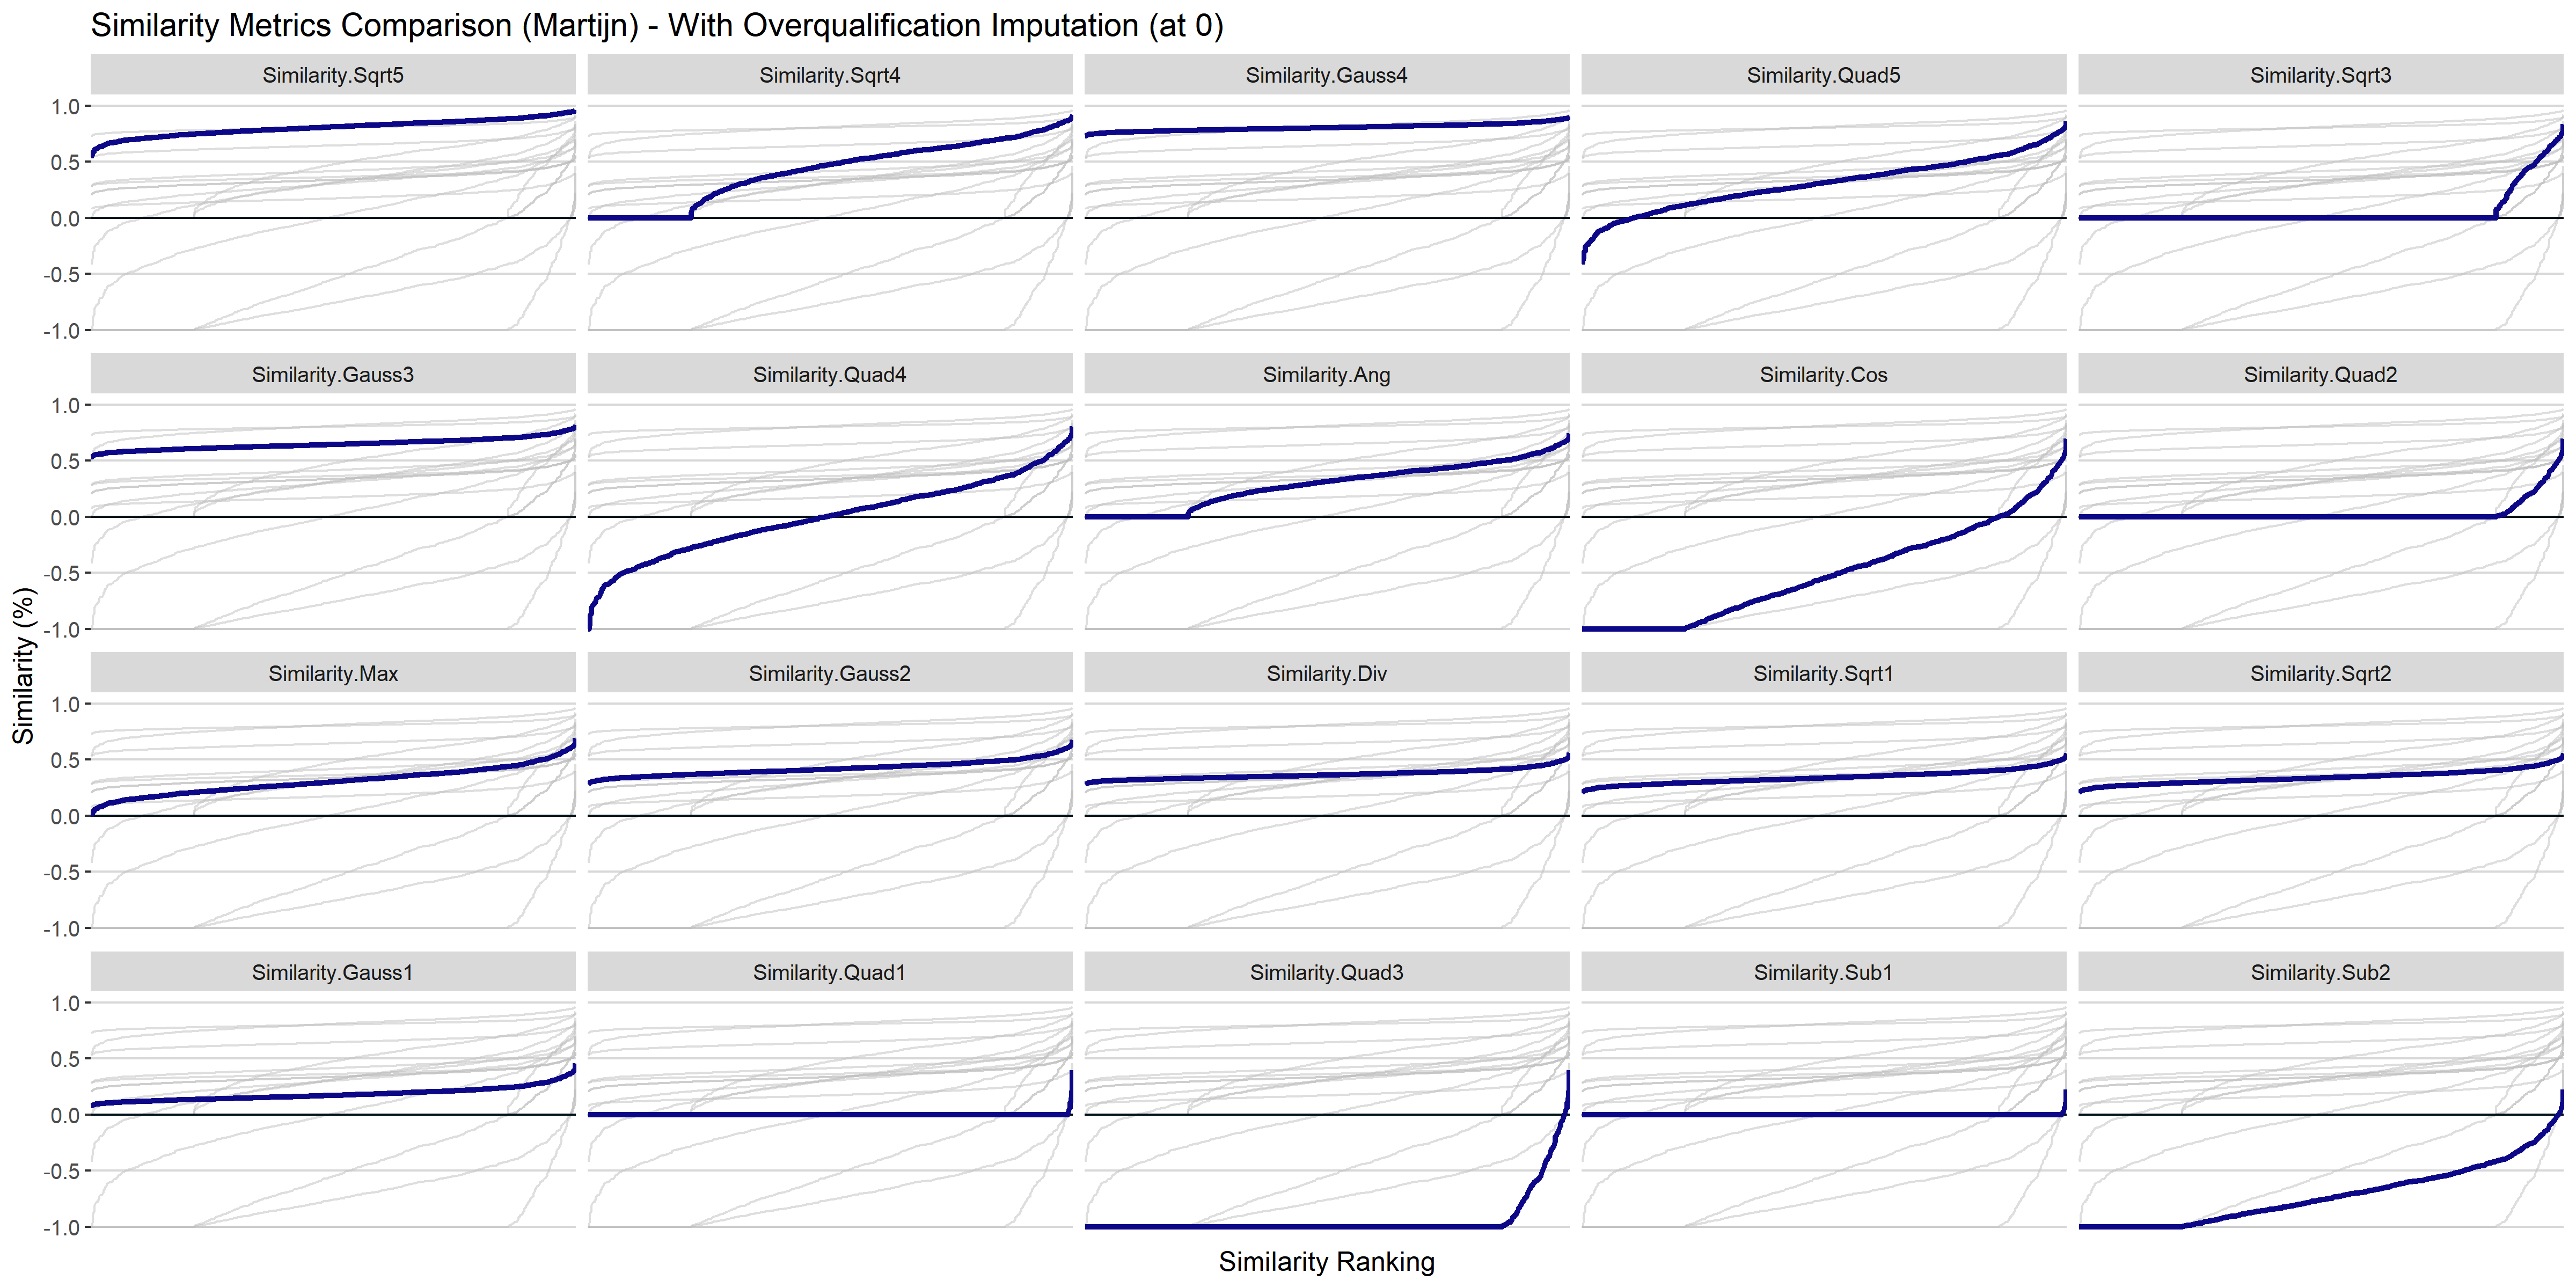 Similarity Metrics Comparison (Martijn) - With Overqualification Imputation (at 0)
Similarity.Sqrt5
Similarity.Sqrt4
Similarity.Gauss4
Similarity.Quad5
Similarity.Sqrt3
1.0
0.5
0.0
-0.5
-1.0
Similarity.Gauss3
Similarity.Quad4
Similarity.Ang
Similarity.Cos
Similarity.Quad2
1.0
0.5
0.0
-0.5
-1.0
Similarity (%)
Similarity.Max
Similarity.Gauss2
Similarity.Div
Similarity.Sqrt1
Similarity.Sqrt2
1.0
0.5
0.0
-0.5
-1.0
Similarity.Gauss1
Similarity.Quad1
Similarity.Quad3
Similarity.Sub1
Similarity.Sub2
1.0
0.5
0.0
-0.5
-1.0
Similarity Ranking